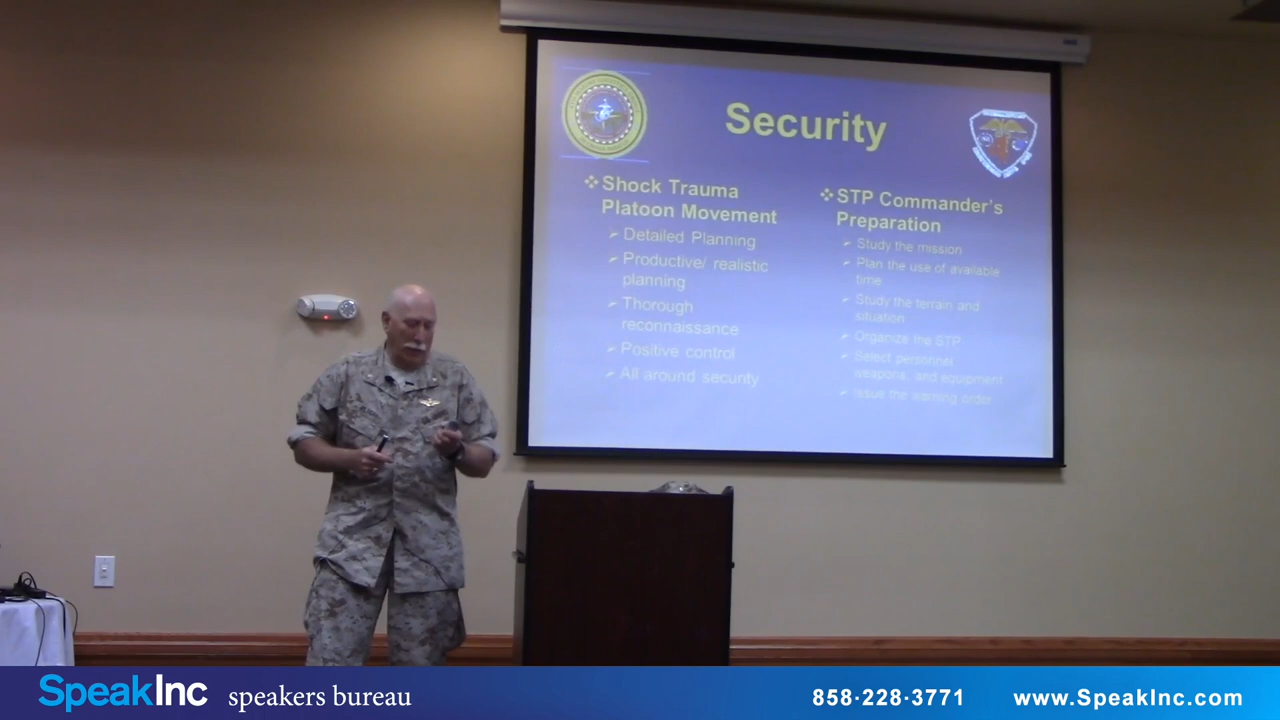 Security
Shock Trauma
Platoon Movement
Detailed Planning
Productive/ realistic
planning
Thorough
reconnaissance
Positive control
All around security
STP Commander's
Preparation
Study the mission
Plan the use of available
time
Study the terrain and
situation
Organize the STP
Select personnel
weapons, and equipment
Issue the warning order
SpeakInc speakers bureau
858·228·3771
www.SpeakInc.com